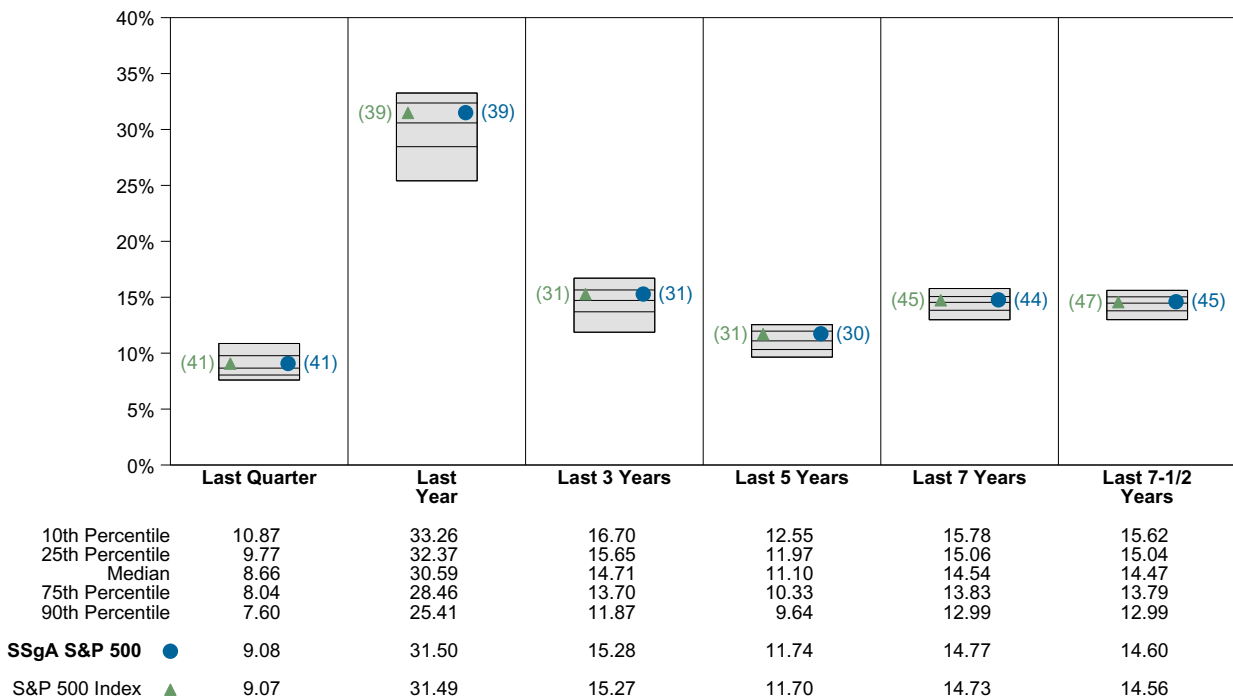 40%
35%
30%
25%
20%
15%
10%
5%
0%
(41) (41)
(39) (39)
(31) (31)
(31) (30)
(45) (44)
(47) (45)
Last Quarter
Last
Year
Last 3 Years
Last 5 Years
Last 7 Years
Last 7-1/2
Years
10th Percentile 10.87 33.26 16.70 12.55 15.78 15.62
25th Percentile 9.77 32.37 15.65 11.97 15.06 15.04
Median 8.66 30.59 14.71 11.10 14.54 14.47
75th Percentile 8.04 28.46 13.70 10.33 13.83 13.79
90th Percentile 7.60 25.41 11.87 9.64 12.99 12.99
SSgA S&P 500 9.08 31.50 15.28 11.74 14.77 14.60
S&P 500 Index 9.07 31.49 15.27 11.70 14.73 14.56